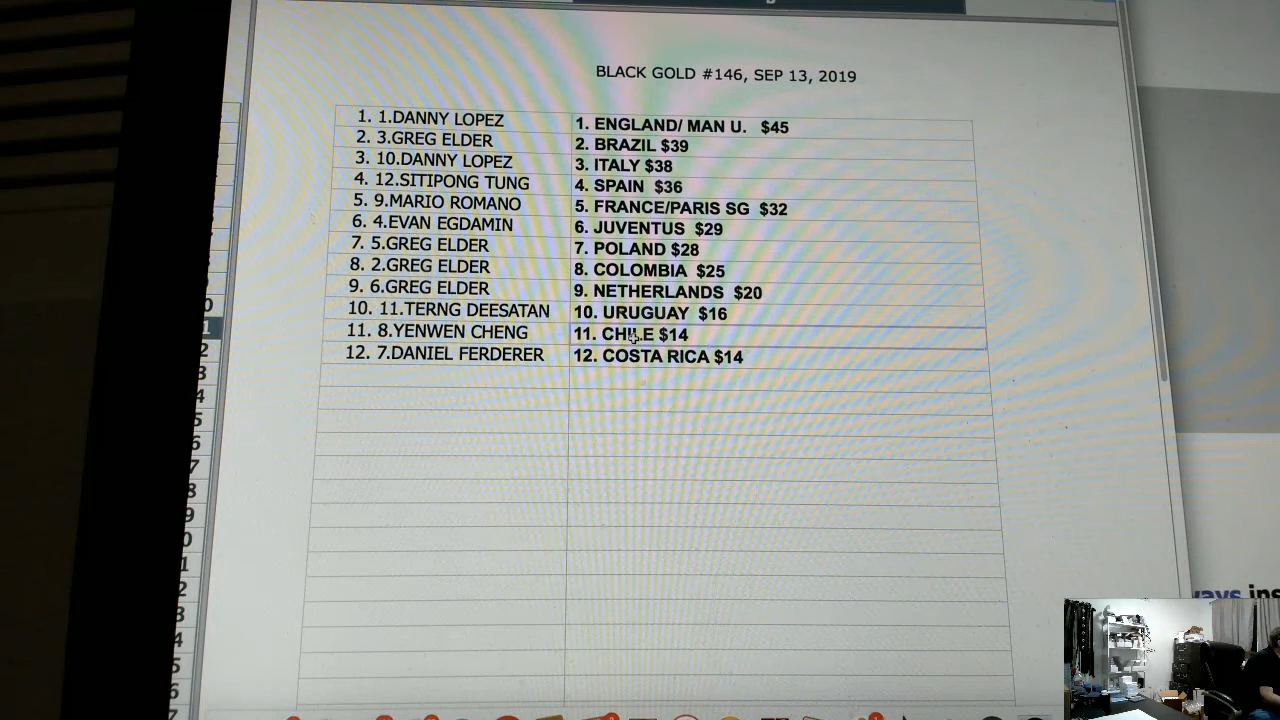 BLACK GOLD #146, SEP 13, 2019
1. 1.DANNY LOPEZ 1. ENGLAND/ MAN U. $45
2. 3.GREG ELDER 2. BRAZIL $39
3. 10.DANNY LOPEZ 3. ITALY $38
4. 12.SITIPONG TUNG 4. SPAIN $36
5. 9.MARIO ROMANO 5. FRANCE/PARIS SG $32
6. 4.EVAN EGDAMIN 6. JUVENTUS $29
7. 5.GREG ELDER 7. POLAND $28
8. 2.GREG ELDER 8. COLOMBIA $25
9. 6.GREG ELDER 9. NETHERLANDS $20
10. 11.TERNG DEESATAN 10. URUGUAY $16
11. 8.YENWEN CHENG 11. CHILE $14
12. 7.DANIEL FERDERER 12. COSTA RICA $14